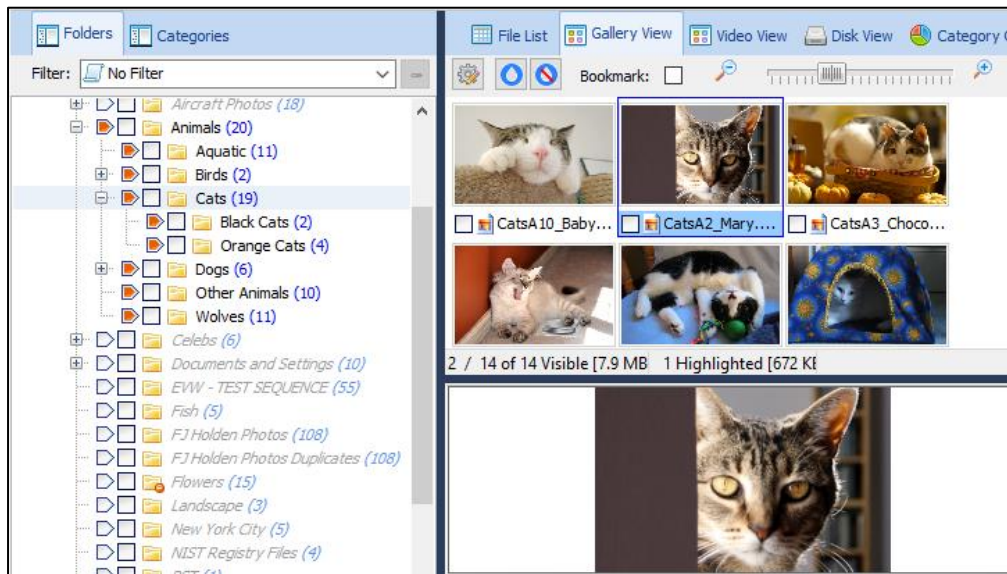 Folders
Categories
Filter:
No Filter
Aircraft Photos (18)
Animals (20)
Aquatic (11)
Birds (2)
Cats (19)
Black Cats (2)
Orange Cats (4)
Dogs (6)
Other Animals (10)
Wolves (11)
Celebs (6)
Documents and Settings (10)
EVW - TEST SEQUENCE (55)
Fish (5)
FJ Holden Photos (108)
FJ Holden Photos Duplicates (108)
Flowers (15)
Landscape (3)
New York City (5)
NIST Registry Files (4)
File List
Gallery View
Video View
Disk View
Category
Bookmark:
CatsA10_Baby...
CatsA2_Mary....
CatsA3_Choco...
2 / 14 of 14 Visible [7.9 MB
1 Highlighted [672 K